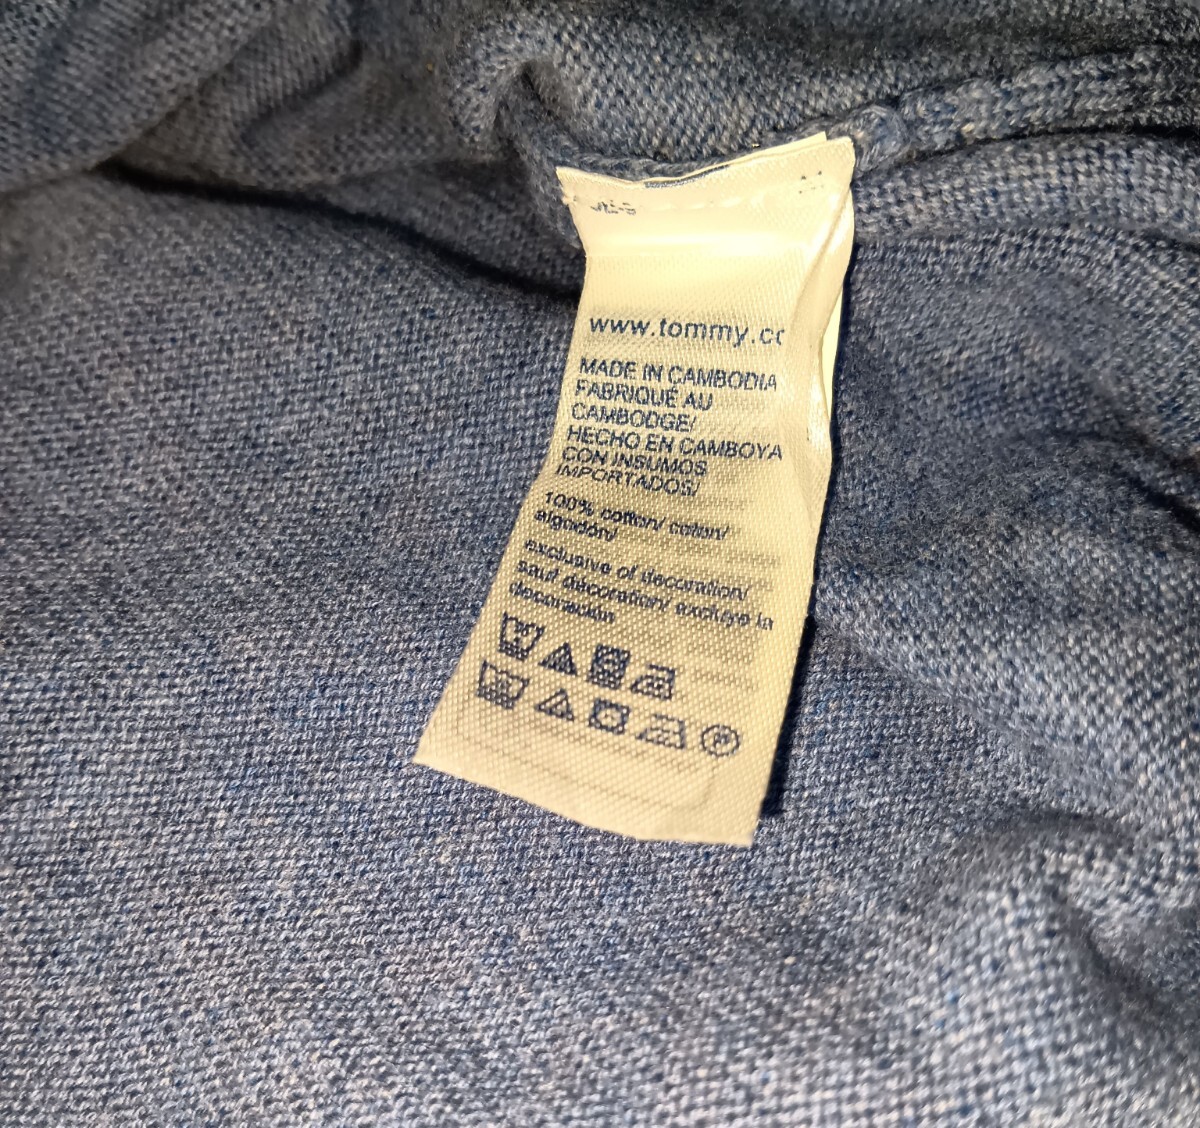 www.tommy.cc
MADE IN CAMBODIA
FABRIQUÉ AU
CAMBODGE/
HECHO EN CAMBOYA
CON INSUMOS
IMPORTADOS/
100% cotton/ coton/
algodón/
exclusive of decoration/
sauf décoration/ excluye la
decoración
P